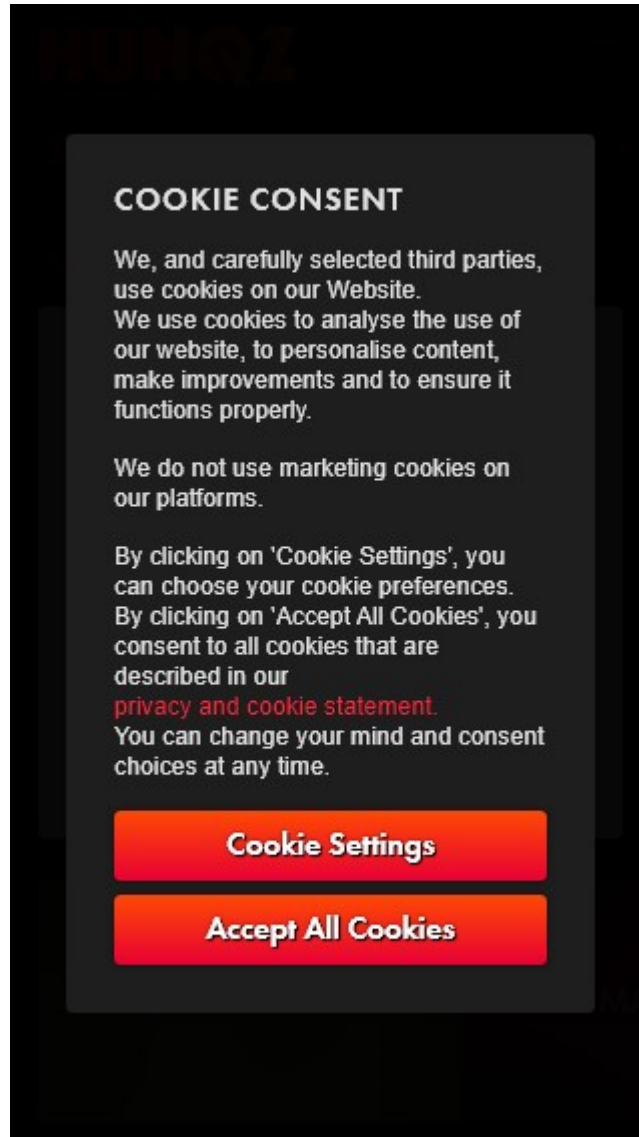 HUNQZ
COOKIE CONSENT
We, and carefully selected third parties,
use cookies on our Website.
We use cookies to analyse the use of
our website, to personalise content,
make improvements and to ensure it
functions properly.
We do not use marketing cookies on
our platforms.
By clicking on 'Cookie Settings', you
can choose your cookie preferences.
By clicking on 'Accept All Cookies', you
consent to all cookies that are
described in our
privacy and cookie statement.
You can change your mind and consent
choices at any time.
Cookie Settings
Accept All Cookies